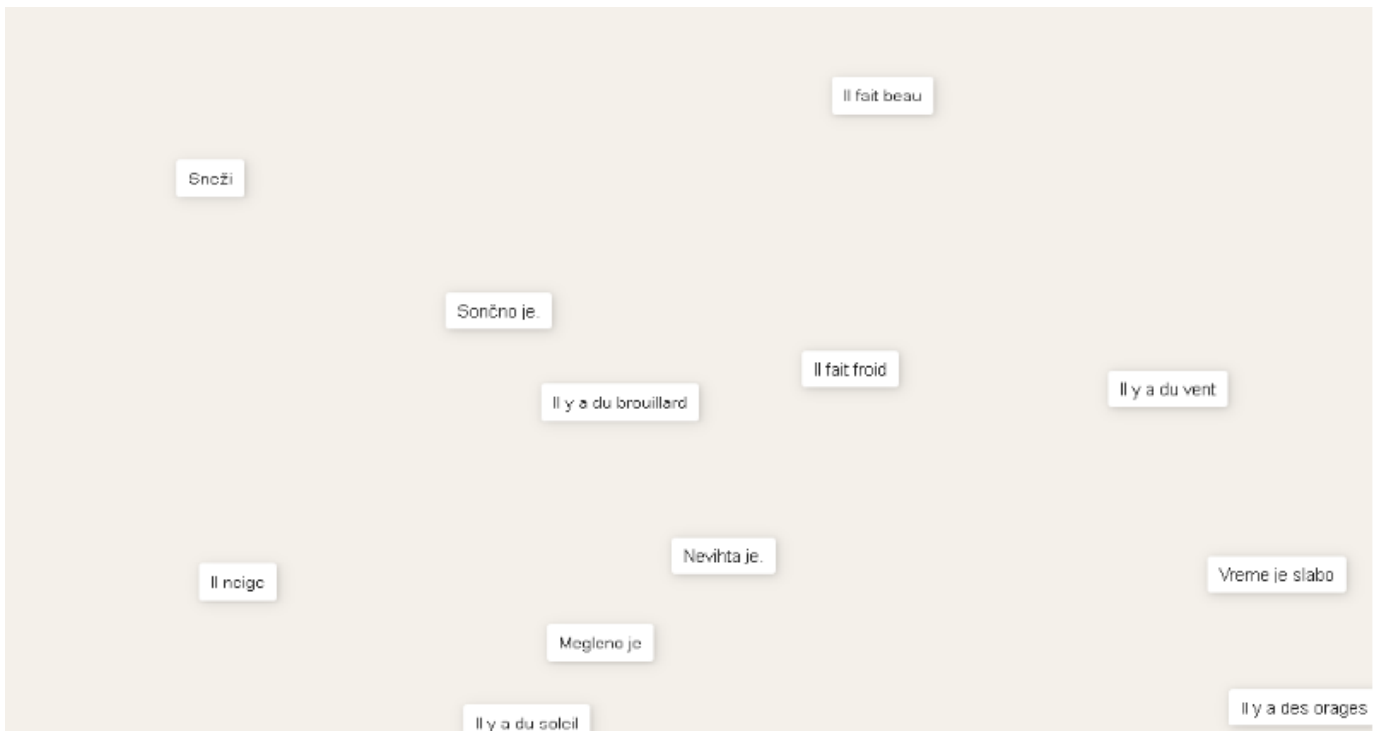 Il fait beau
Sneži
Sončno je.
Il fait froid
Il y a du vent
Il y a du brouillard
Nevihta je.
Vreme je slabo
Il neige
Megleno je
Il y a des orages
Il y a du soleil